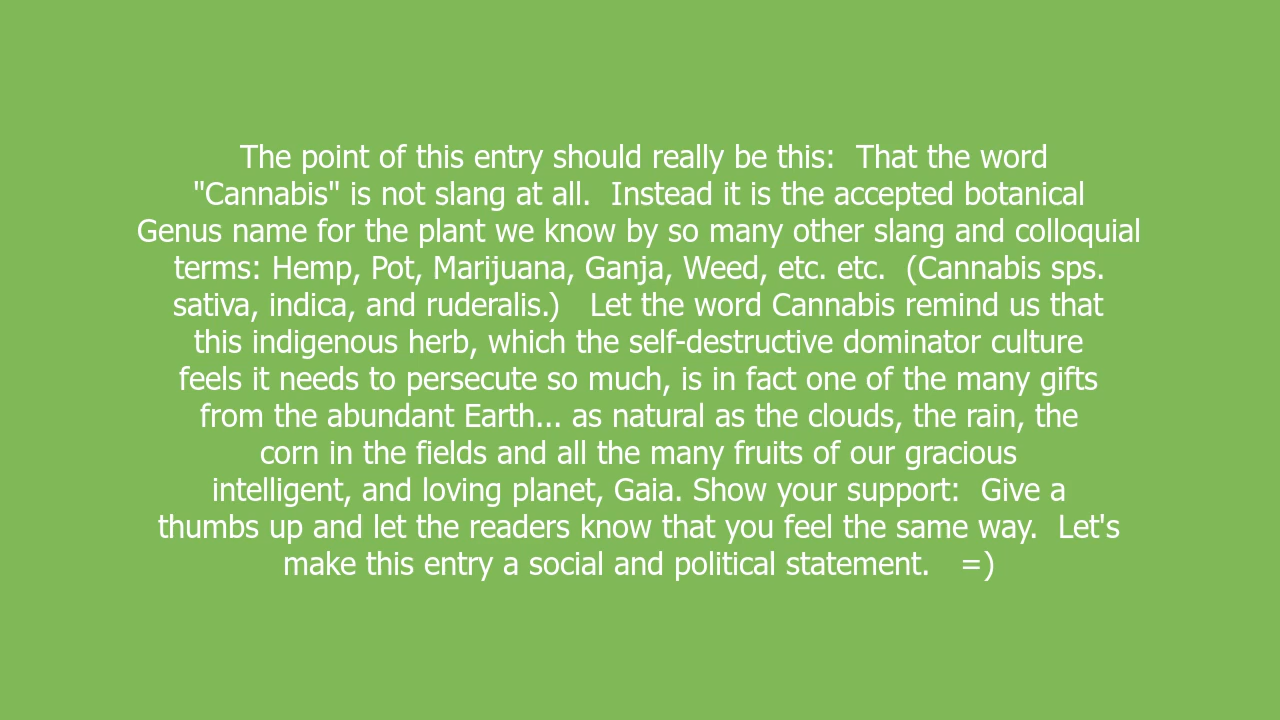 The point of this entry should really be this:  That the word
"Cannabis" is not slang at all.  Instead it is the accepted botanical
Genus name for the plant we know by so many other slang and colloquial
terms: Hemp, Pot, Marijuana, Ganja, Weed, etc. etc.  (Cannabis sps.
sativa, indica, and ruderalis.)   Let the word Cannabis remind us that
this indigenous herb, which the self-destructive dominator culture
feels it needs to persecute so much, is in fact one of the many gifts
from the abundant Earth... as natural as the clouds, the rain, the
corn in the fields and all the many fruits of our gracious
intelligent, and loving planet, Gaia. Show your support:  Give a
thumbs up and let the readers know that you feel the same way.  Let's
make this entry a social and political statement.   =)